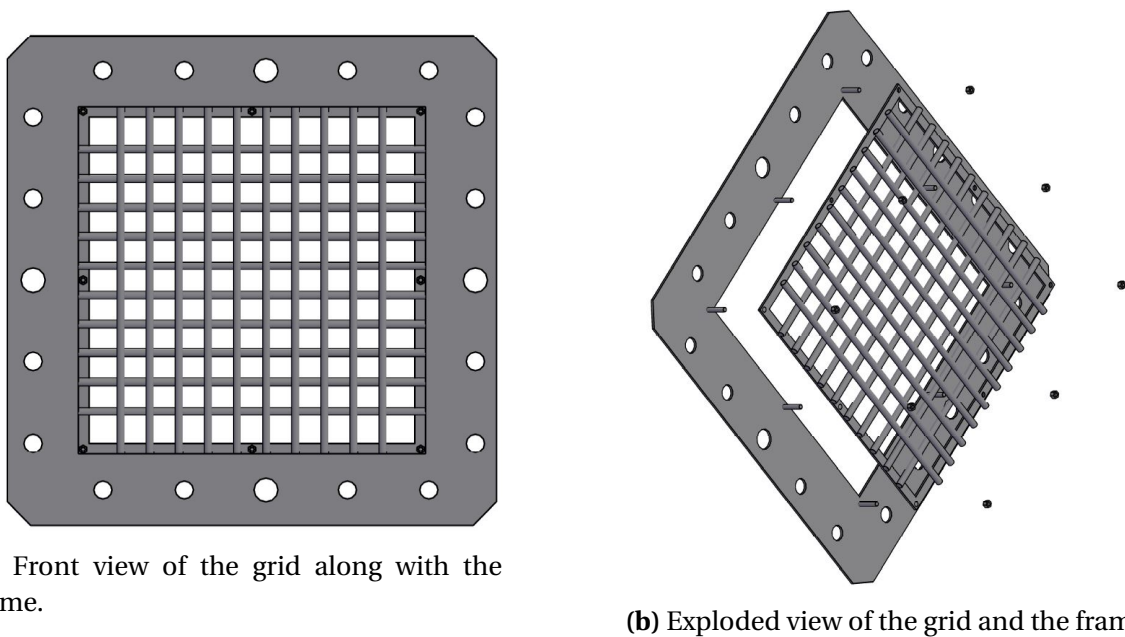 Front view of the grid along with the
me.
(b) Exploded view of the grid and the fram